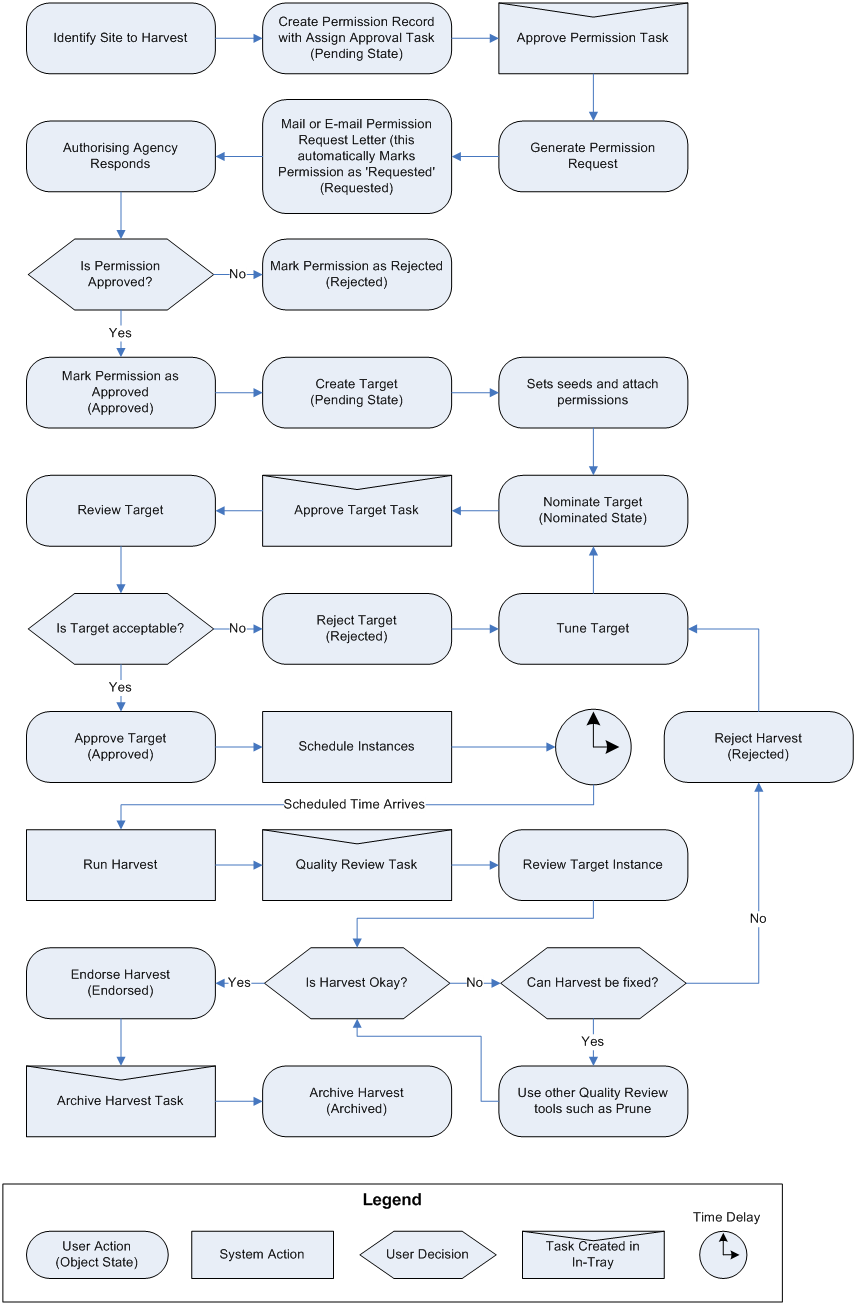 Identify Site to Harvest
Create Permission Record
with Assign Approval Task
(Pending State)
Approve Permission Task
Generate Permission
Request
Mail or E-mail Permission
Request Letter (this
automatically Marks
Permission as 'Requested'
(Requested)
Authorising Agency
Responds
Is Permission
Approved?
No
Mark Permission as Rejected
(Rejected)
Yes
Mark Permission as
Approved
(Approved)
Create Target
(Pending State)
Sets seeds and attach
permissions
Nominate Target
(Nominated State)
Approve Target Task
Review Target
Is Target acceptable?
No
Reject Target
(Rejected)
Tune Target
Yes
Approve Target
(Approved)
Schedule Instances
Reject Harvest
(Rejected)
Scheduled Time Arrives
Run Harvest
Quality Review Task
Review Target Instance
No
Endorse Harvest
(Endorsed)
Yes
Is Harvest Okay?
No
Can Harvest be fixed?
Yes
Archive Harvest Task
Archive Harvest
(Archived)
Use other Quality Review
tools such as Prune
Legend
User Action
(Object State)
System Action
User Decision
Task Created in
In-Tray
Time Delay